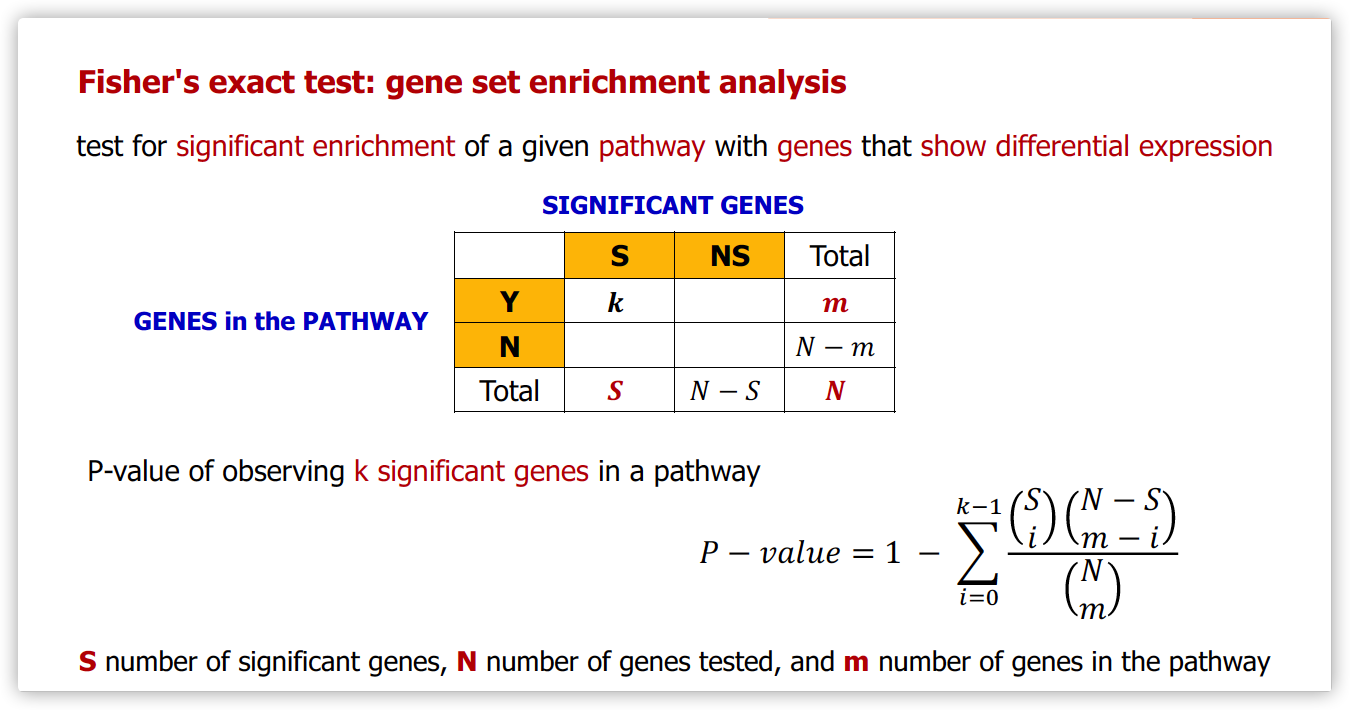 Fisher's exact test: gene set enrichment analysis
test for significant enrichment of a given pathway with genes that show differential expression
SIGNIFICANT GENES
S NS Total
Y k m
GENES in the PATHWAY
N N − m
Total S N − S N
P-value of observing k significant genes in a pathway
P − value = 1 − ∑_{i=0}^{k−1} \frac{\binom{S}{i}\binom{N − S}{m − i}}{\binom{N}{m}}
S number of significant genes, N number of genes tested, and m number of genes in the pathway